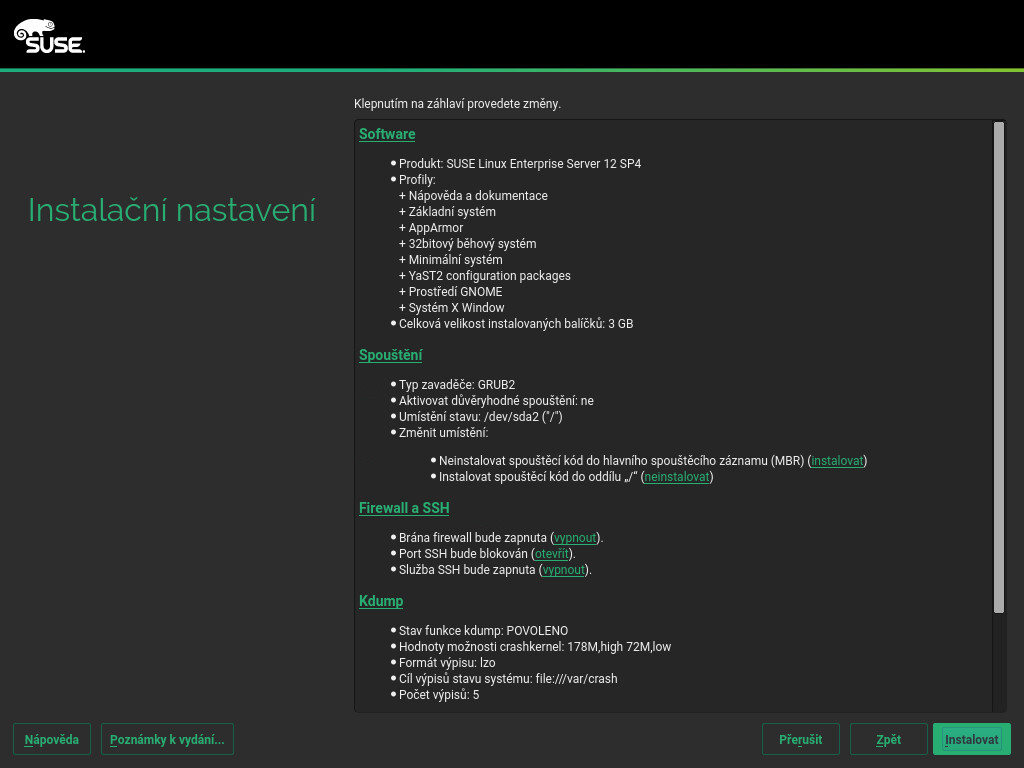 SUSE.
Klepnutím na záhlaví provedete změny.
Instalační nastavení
Software
Produkt: SUSE Linux Enterprise Server 12 SP4
Profily:
+ Nápověda a dokumentace
+ Základní systém
+ AppArmor
+ 32bitový běhový systém
+ Minimální systém
+ YaST2 configuration packages
+ Prostředí GNOME
+ Systém X Window
Celková velikost instalovaných balíčků: 3 GB
Spouštění
Typ zavaděče: GRUB2
Aktivovat důvěryhodné spouštění: ne
Umístění stavu: /dev/sda2 ("/")
Změnit umístění:
Neinstalovat spouštěcí kód do hlavního spouštěcího záznamu (MBR) (instalovat)
Instalovat spouštěcí kód do oddílu „/“ (neinstalovat)
Firewall a SSH
Brána firewall bude zapnuta (vypnout).
Port SSH bude blokován (otevřít).
Služba SSH bude zapnuta (vypnout).
Kdump
Stav funkce kdump: POVOLENO
Hodnoty možnosti crashkernel: 178M,high 72M,low
Formát výpisu: lzo
Cíl výpisů stavu systému: file:///var/crash
Počet výpisů: 5
Nápověda
Poznámky k vydání...
Přerušit
Zpět
Instalovat